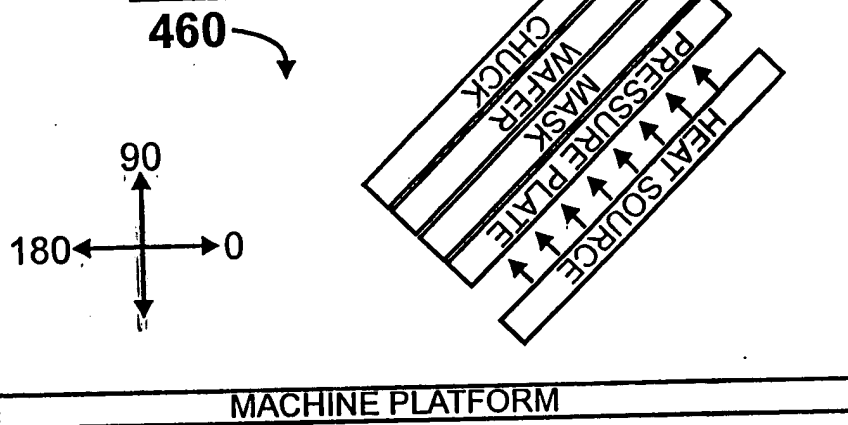 460
CHUCK
WAFER
MASK
PRESSURE PLATE
HEAT SOURCE
90
180
0
MACHINE PLATFORM